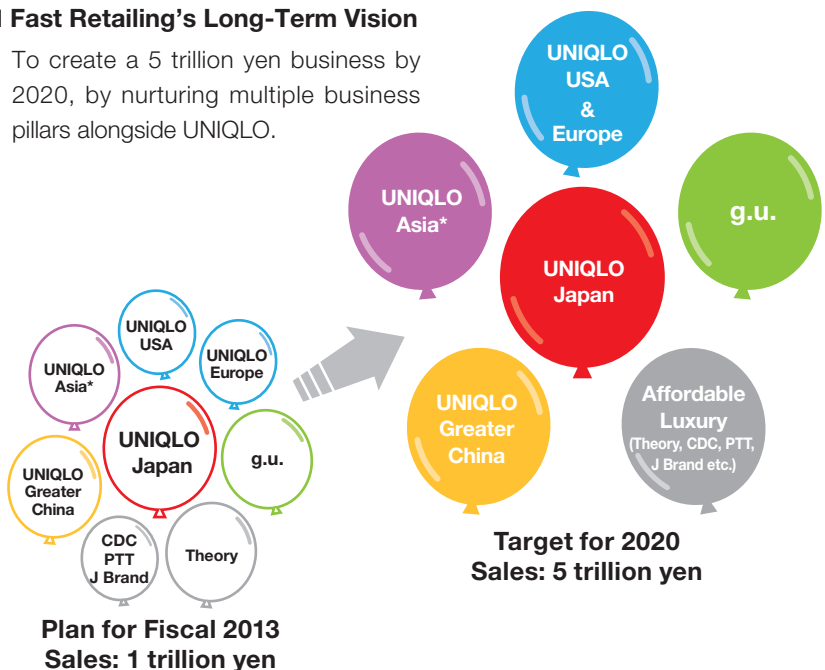 Fast Retailing's Long-Term Vision
To create a 5 trillion yen business by
2020, by nurturing multiple business
pillars alongside UNIQLO.
UNIQLO
USA
UNIQLO
Europe
UNIQLO
Asia*
UNIQLO
Japan
g.u.
UNIQLO
Greater
China
CDC
PTT
J Brand
Theory
Plan for Fiscal 2013
Sales: 1 trillion yen
UNIQLO
USA
&
Europe
UNIQLO
Asia*
g.u.
UNIQLO
Japan
UNIQLO
Greater
China
Affordable
Luxury
(Theory, CDC, PTT,
J Brand etc.)
Target for 2020
Sales: 5 trillion yen